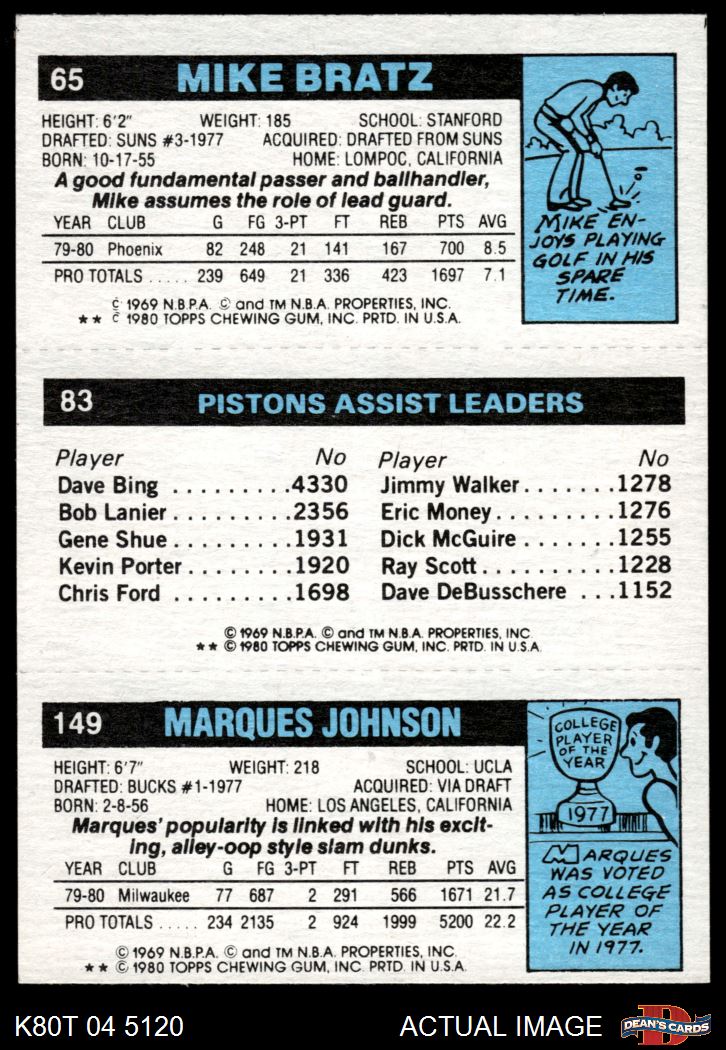 65 MIKE BRATZ
HEIGHT: 6'2" WEIGHT: 185 SCHOOL: STANFORD
DRAFTED: SUNS #3-1977 ACQUIRED: DRAFTED FROM SUNS
BORN: 10-17-55 HOME: LOMPOC, CALIFORNIA
A good fundamental passer and ballhandler,
Mike assumes the role of lead guard.
YEAR CLUB G FG 3-PT FT REB PTS AVG
79-80 Phoenix 82 248 21 141 167 700 8.5
PRO TOTALS ..... 239 649 21 336 423 1697 7.1
© 1969 N.B.P.A. © and TM N.B.A. PROPERTIES, INC.
** © 1980 TOPPS CHEWING GUM, INC. PRTD. IN U.S.A.
MIKE EN-
JOYS PLAYING
GOLF IN HIS
SPARE
TIME.
83 PISTONS ASSIST LEADERS
Player No Player No
Dave Bing .........4330 Jimmy Walker.......1278
Bob Lanier.........2356 Eric Money.........1276
Gene Shue.........1931 Dick McGuire.......1255
Kevin Porter........1920 Ray Scott..........1228
Chris Ford .........1698 Dave DeBusschere ...1152
© 1969 N.B.P.A. © and TM N.B.A. PROPERTIES, INC.
** © 1980 TOPPS CHEWING GUM, INC. PRTD. IN U.S.A.
149 MARQUES JOHNSON
HEIGHT: 6'7" WEIGHT: 218 SCHOOL: UCLA
DRAFTED: BUCKS #1-1977 ACQUIRED: VIA DRAFT
BORN: 2-8-56 HOME: LOS ANGELES, CALIFORNIA
Marques' popularity is linked with his excit-
ing, alley-oop style slam dunks.
YEAR CLUB G FG 3-PT FT REB PTS AVG
79-80 Milwaukee 77 687 2 291 566 1671 21.7
PRO TOTALS ..... 234 2135 2 924 1999 5200 22.2
© 1969 N.B.P.A. © and TM N.B.A. PROPERTIES, INC.
** © 1980 TOPPS CHEWING GUM, INC. PRTD. IN U.S.A.
COLLEGE
PLAYER
OF THE
YEAR
1977
MARQUES
WAS VOTED
AS COLLEGE
PLAYER OF
THE YEAR
IN 1977.
K80T 04 5120 ACTUAL IMAGE
D
DEAN'S CARDS